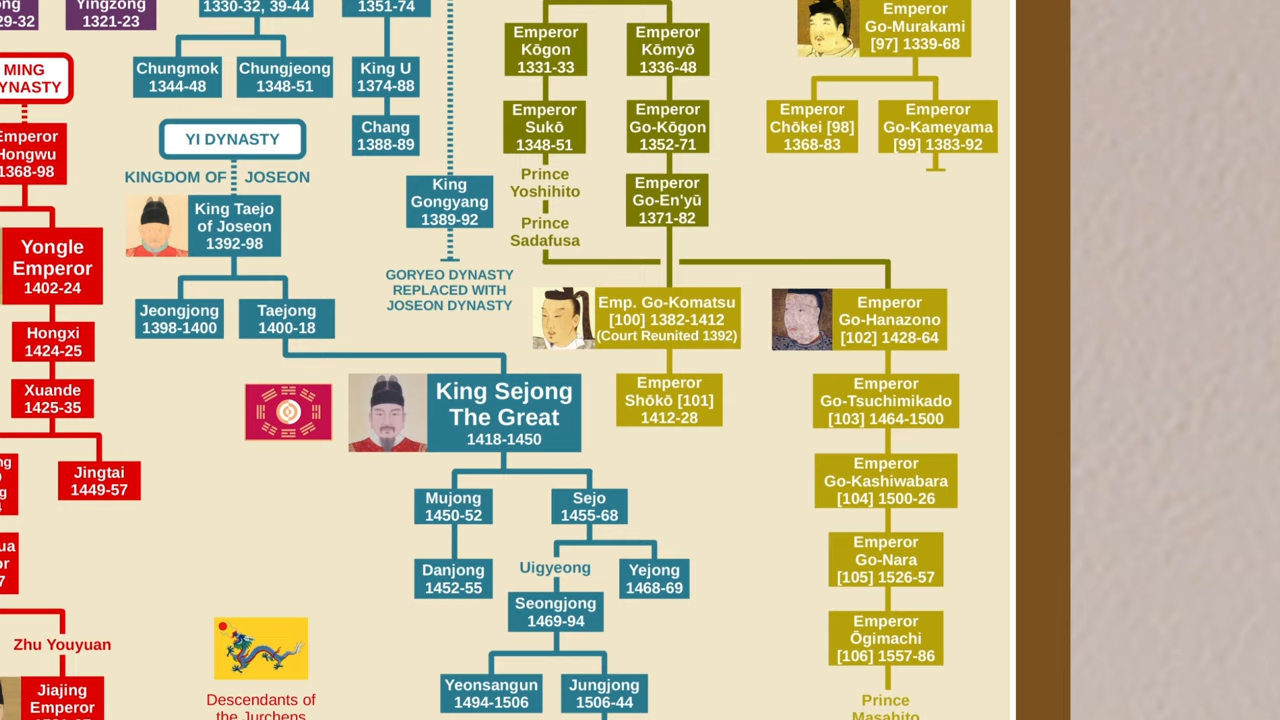 29-32
Yingzong
1321-23
1330-32, 39-44
1351-74
MING
Chungmok
1344-48
Chungjeong
1348-51
King U
1374-88
Chang
1388-89
YI DYNASTY
KINGDOM OF JOSEON
King Taejo
of Joseon
1392-98
Jeongjong
1398-1400
Taejong
1400-18
King
Gongyang
1389-92
GORYEO DYNASTY
REPLACED WITH
JOSEON DYNASTY
Emperor
Hongwu
1368-98
Yongle
Emperor
1402-24
Hongxi
1424-25
Xuande
1425-35
Jingtai
1449-57
Zhu Youyuan
Jiajing
Emperor
King Sejong
The Great
1418-1450
Mujong
1450-52
Sejo
1455-68
Danjong
1452-55
Uigyeong
Yejong
1468-69
Seongjong
1469-94
Yeonsangun
1494-1506
Jungjong
1506-44
Descendants of
the Jurchens
Emperor
Kōgon
1331-33
Emperor
Kōmyō
1336-48
Emperor
Sukō
1348-51
Emperor
Go-Kōgon
1352-71
Prince
Yoshihito
Prince
Sadafusa
Emperor
Go-En'yū
1371-82
Emp. Go-Komatsu
[100] 1382-1412
(Court Reunited 1392)
Emperor
Shōkō [101]
1412-28
Emperor
Go-Murakami
[97] 1339-68
Emperor
Chōkei [98]
1368-83
Emperor
Go-Kameyama
[99] 1383-92
Emperor
Go-Hanazono
[102] 1428-64
Emperor
Go-Tsuchimikado
[103] 1464-1500
Emperor
Go-Kashiwabara
[104] 1500-26
Emperor
Go-Nara
[105] 1526-57
Emperor
Ōgimachi
[106] 1557-86
Prince
Masahito